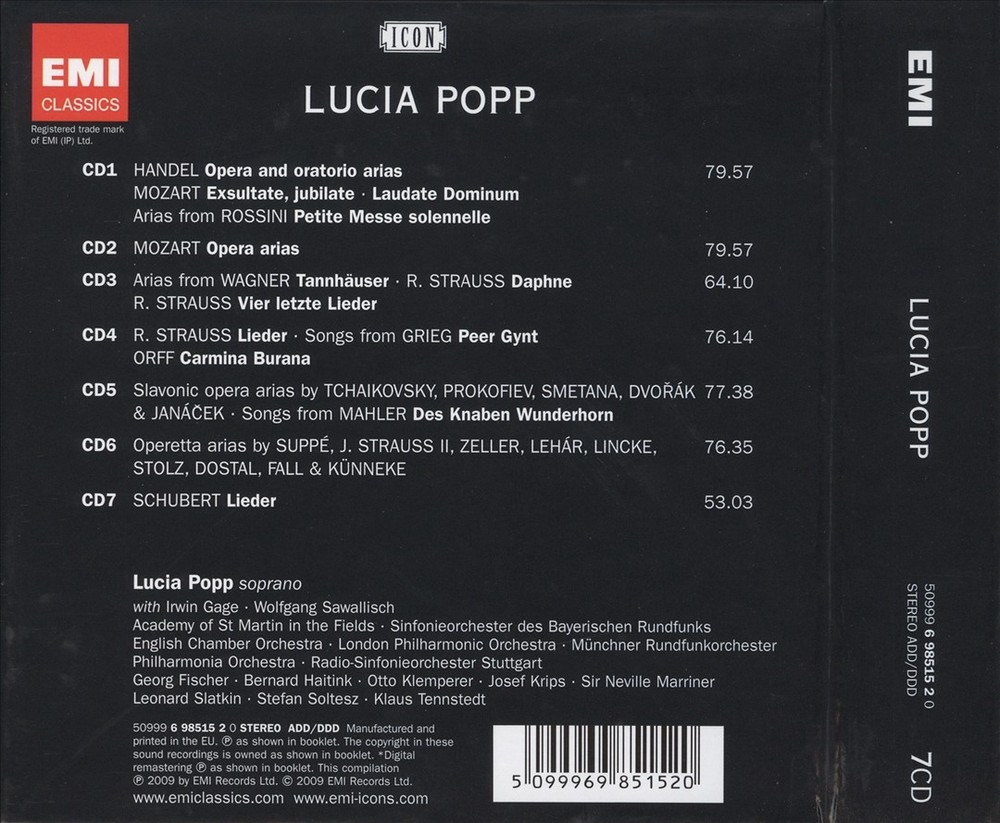 ICON
EMI
CLASSICS
Registered trade mark
of EMI (IP) Ltd.
LUCIA POPP
CD1 HANDEL Opera and oratorio arias 79.57
MOZART Exsultate, jubilate · Laudate Dominum
Arias from ROSSINI Petite Messe solennelle
CD2 MOZART Opera arias 79.57
CD3 Arias from WAGNER Tannhäuser · R. STRAUSS Daphne 64.10
R. STRAUSS Vier letzte Lieder
CD4 R. STRAUSS Lieder · Songs from GRIEG Peer Gynt 76.14
ORFF Carmina Burana
CD5 Slavonic opera arias by TCHAIKOVSKY, PROKOFIEV, SMETANA, DVOŘÁK 77.38
& JANÁČEK · Songs from MAHLER Des Knaben Wunderhorn
CD6 Operetta arias by SUPPÉ, J. STRAUSS II, ZELLER, LEHÁR, LINCKE, 76.35
STOLZ, DOSTAL, FALL & KÜNNEKE
CD7 SCHUBERT Lieder 53.03
Lucia Popp soprano
with Irwin Gage · Wolfgang Sawallisch
Academy of St Martin in the Fields · Sinfonieorchester des Bayerischen Rundfunks
English Chamber Orchestra · London Philharmonic Orchestra · Münchner Rundfunkorchester
Philharmonia Orchestra · Radio-Sinfonieorchester Stuttgart
Georg Fischer · Bernard Haitink · Otto Klemperer · Josef Krips · Sir Neville Marriner
Leonard Slatkin · Stefan Soltesz · Klaus Tennstedt
50999 6 98515 2 0 STEREO ADD/DDD Manufactured and
printed in the EU. ℗ as shown in booklet. The copyright in these
sound recordings is owned as shown in booklet. *Digital
remastering ℗ as shown in booklet. This compilation
℗ 2009 by EMI Records Ltd. © 2009 EMI Records Ltd.
www.emiclassics.com www.emi-icons.com
5 099969 851520
EMI
LUCIA POPP
50999 6 98515 2 0
STEREO ADD/DDD
7CD